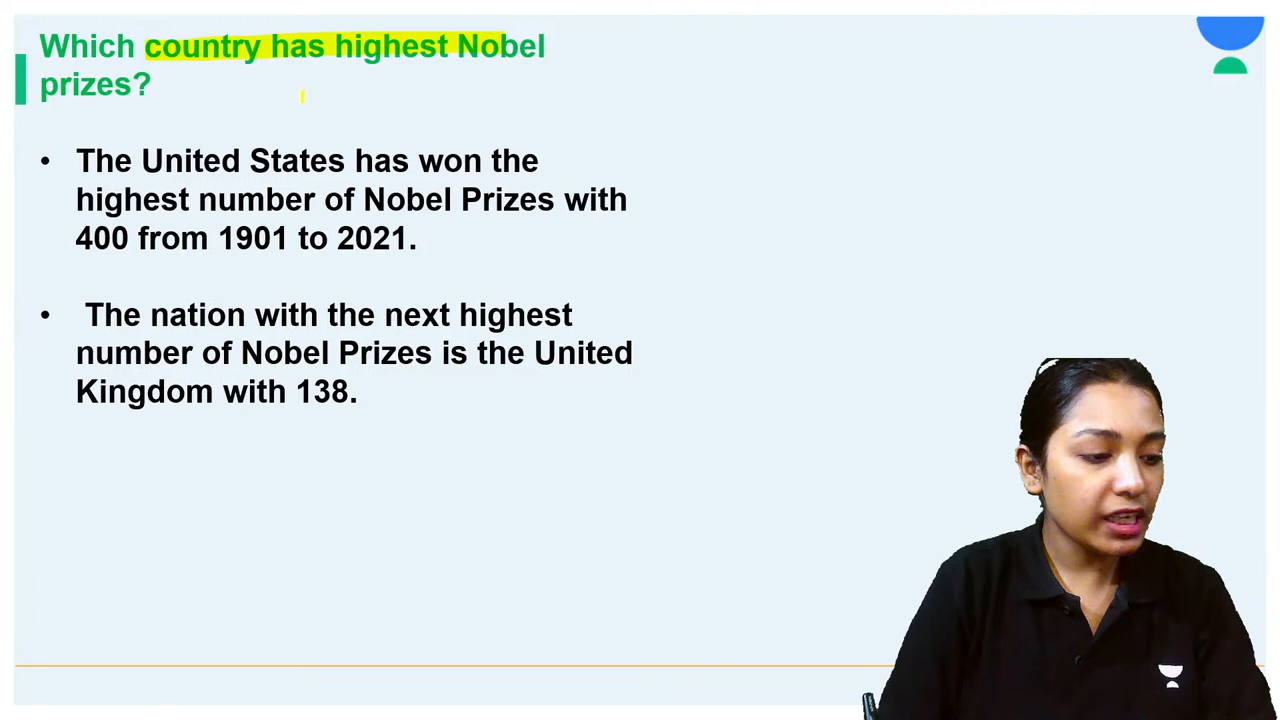 Which country has highest Nobel
prizes?
• The United States has won the
highest number of Nobel Prizes with
400 from 1901 to 2021.
• The nation with the next highest
number of Nobel Prizes is the United
Kingdom with 138.